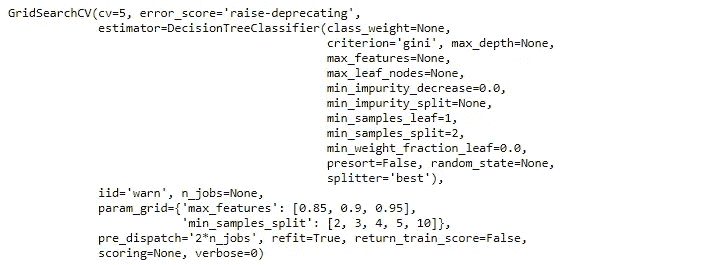 GridSearchCV(cv=5, error_score='raise-deprecating',
estimator=DecisionTreeClassifier(class_weight=None,
criterion='gini', max_depth=None,
max_features=None,
max_leaf_nodes=None,
min_impurity_decrease=0.0,
min_impurity_split=None,
min_samples_leaf=1,
min_samples_split=2,
min_weight_fraction_leaf=0.0,
presort=False, random_state=None,
splitter='best'),
iid='warn', n_jobs=None,
param_grid={'max_features': [0.85, 0.9, 0.95],
'min_samples_split': [2, 3, 4, 5, 10]},
pre_dispatch='2*n_jobs', refit=True, return_train_score=False,
scoring=None, verbose=0)